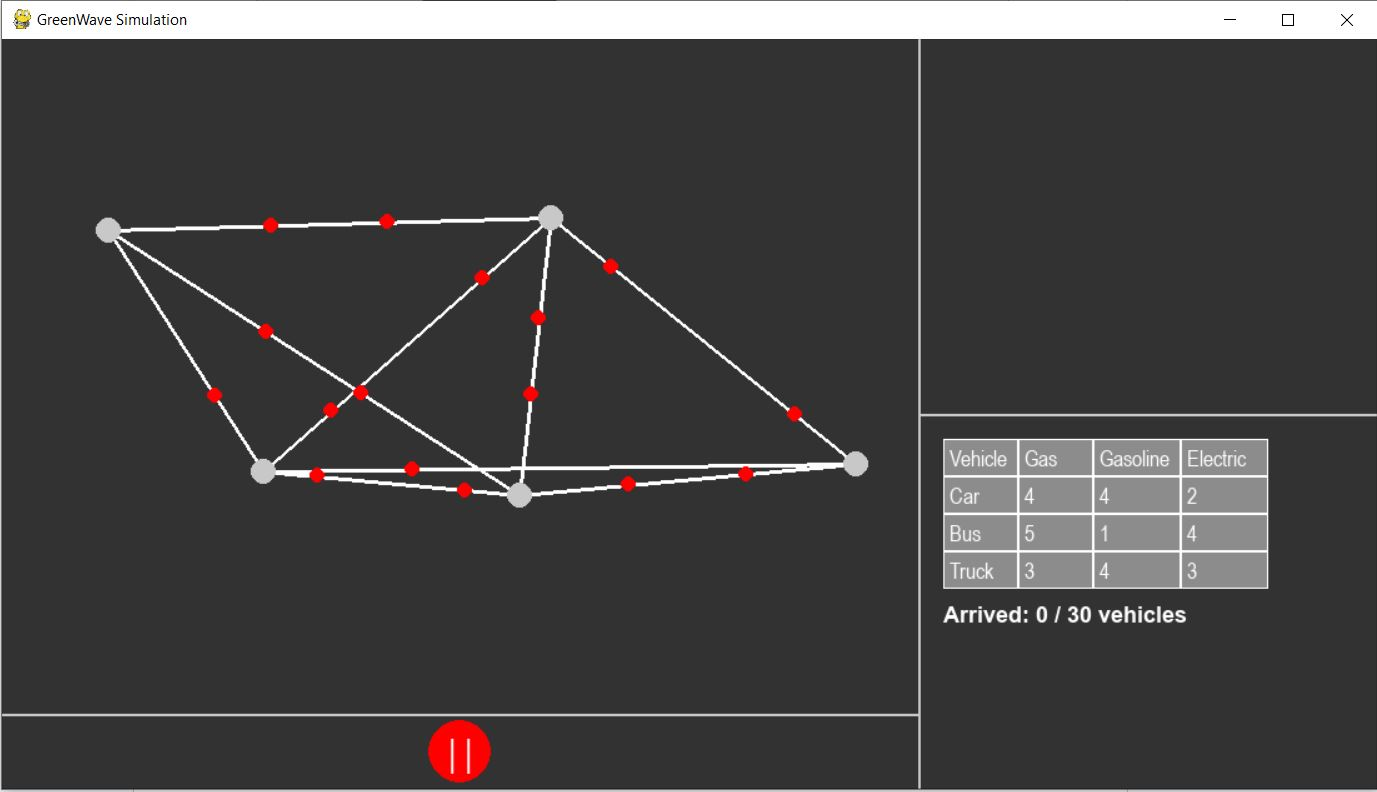 GreenWave Simulation
Vehicle Gas Gasoline Electric
Car 4 4 2
Bus 5 1 4
Truck 3 4 3
Arrived: 0 / 30 vehicles